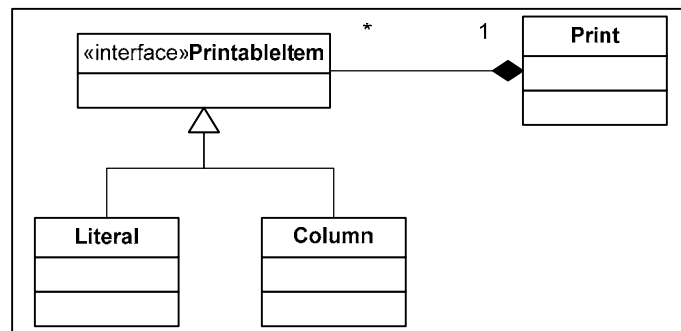 «interface»PrintableItem
*
1
Print
Literal
Column